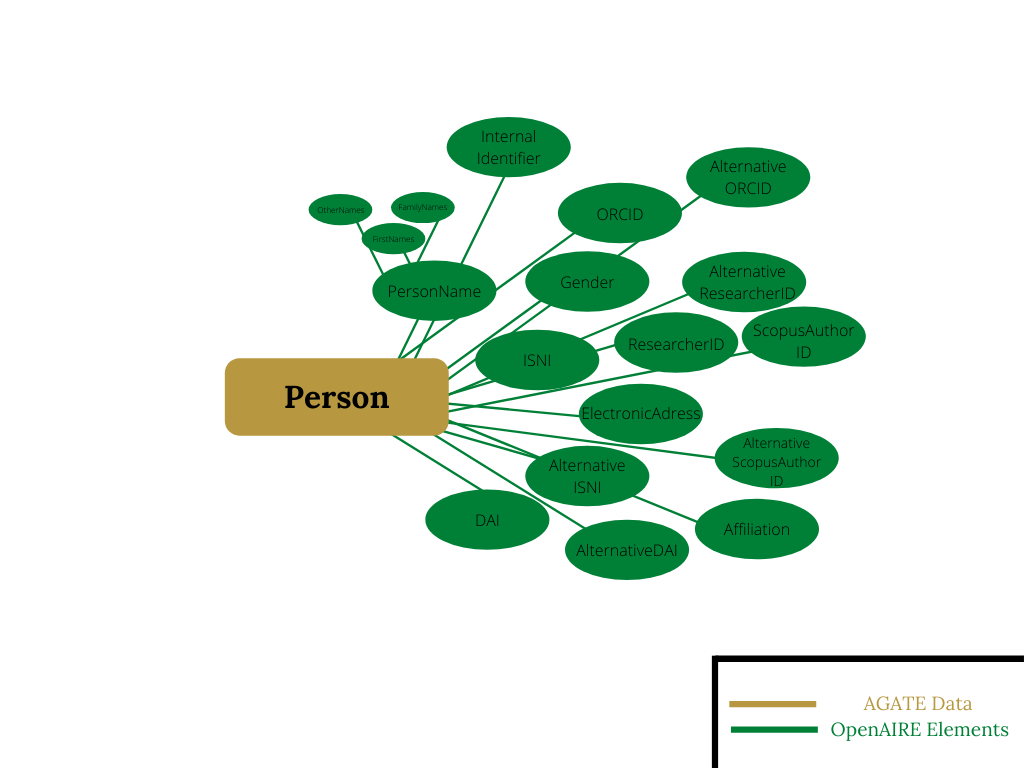 Internal
Identifier
Alternative
ORCID
OtherNames
FamilyNames
ORCID
FirstNames
Gender
Alternative
ResearcherID
PersonName
ScopusAuthor
ID
ResearcherID
ISNI
Person
ElectronicAdress
Alternative
ScopusAuthor
ID
Alternative
ISNI
DAI
Affiliation
AlternativeDAI
AGATE Data
OpenAIRE Elements